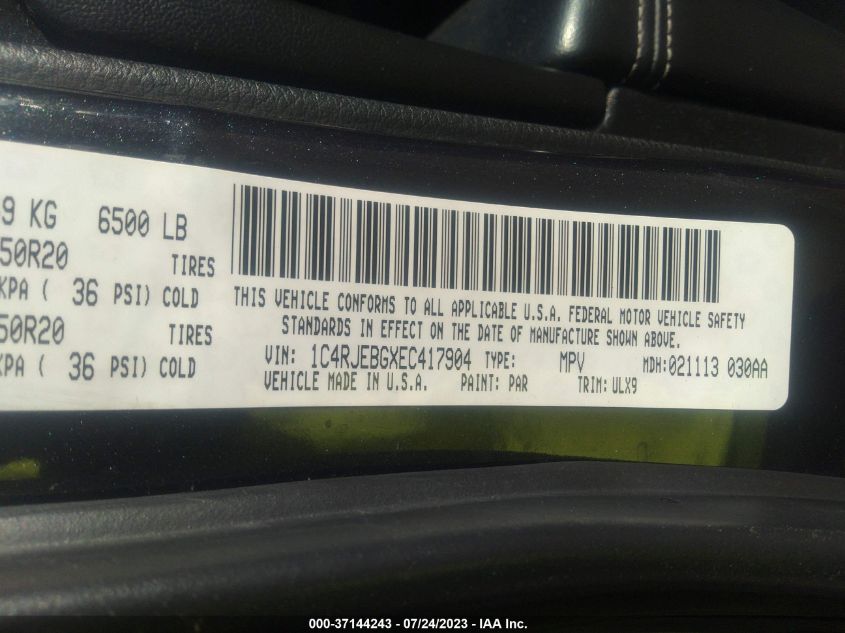 9 KG 6500 LB
50R20 TIRES
KPA ( 36 PSI) COLD
50R20 TIRES
KPA ( 36 PSI) COLD
THIS VEHICLE CONFORMS TO ALL APPLICABLE U.S.A. FEDERAL MOTOR VEHICLE SAFETY
STANDARDS IN EFFECT ON THE DATE OF MANUFACTURE SHOWN ABOVE.
VIN: 1C4RJEBGXEC417904 TYPE: MPV MDH: 021113 030AA
VEHICLE MADE IN U.S.A. PAINT: PAR TRIM: ULX9
000-37144243 - 07/24/2023 - IAA Inc.